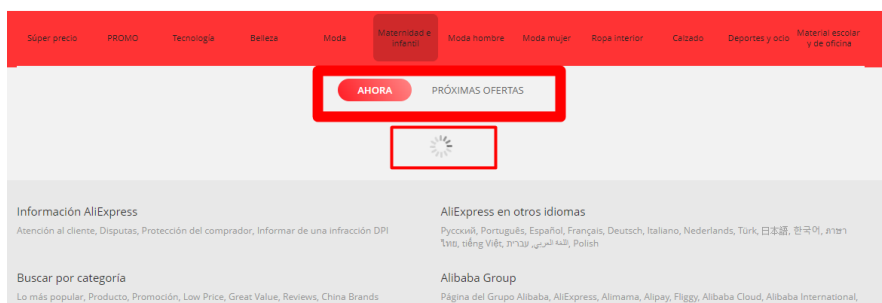 Súper precio PROMO Tecnología Belleza Moda Maternidad e infantil Moda hombre Moda mujer Ropa interior Calzado Deportes y ocio Material escolar y de oficina
AHORA PRÓXIMAS OFERTAS
Información AliExpress
Atención al cliente, Disputas, Protección del comprador, Informar de una infracción DPI
AliExpress en otros idiomas
Русский, Português, Español, Français, Deutsch, Italiano, Nederlands, Türk, 日本語, 한국어, ภาษา
ไทย, tiếng Việt, اللغة العربي, עברית, Polish
Buscar por categoría
Lo más popular, Producto, Promoción, Low Price, Great Value, Reviews, China Brands
Alibaba Group
Página del Grupo Alibaba, AliExpress, Alimama, Alipay, Fliggy, Alibaba Cloud, Alibaba International,